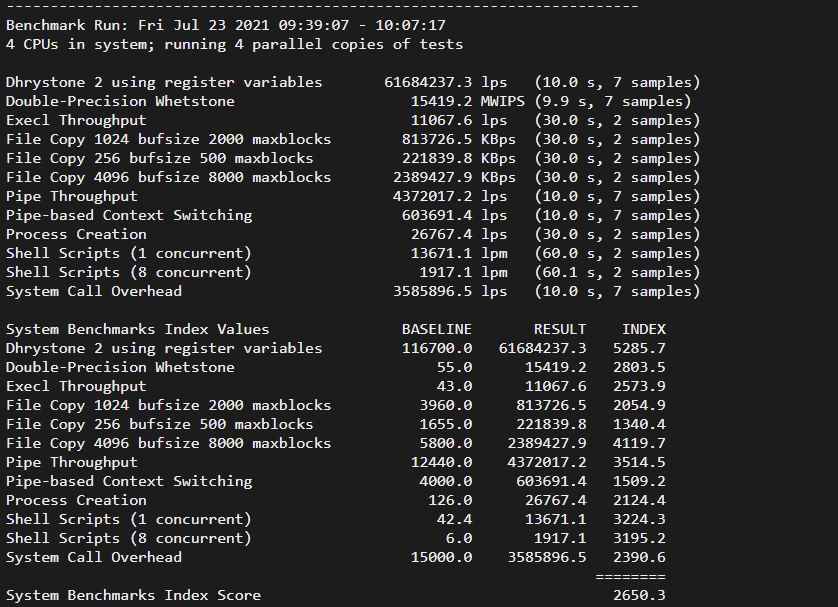 ------------------------------------------------------------------------
Benchmark Run: Fri Jul 23 2021 09:39:07 - 10:07:17
4 CPUs in system; running 4 parallel copies of tests
Dhrystone 2 using register variables       61684237.3 lps   (10.0 s, 7 samples)
Double-Precision Whetstone                    15419.2 MWIPS (9.9 s, 7 samples)
Execl Throughput                              11067.6 lps   (30.0 s, 2 samples)
File Copy 1024 bufsize 2000 maxblocks        813726.5 KBps  (30.0 s, 2 samples)
File Copy 256 bufsize 500 maxblocks          221839.8 KBps  (30.0 s, 2 samples)
File Copy 4096 bufsize 8000 maxblocks       2389427.9 KBps  (30.0 s, 2 samples)
Pipe Throughput                             4372017.2 lps   (10.0 s, 7 samples)
Pipe-based Context Switching                 603691.4 lps   (10.0 s, 7 samples)
Process Creation                              26767.4 lps   (30.0 s, 2 samples)
Shell Scripts (1 concurrent)                  13671.1 lpm   (60.0 s, 2 samples)
Shell Scripts (8 concurrent)                   1917.1 lpm   (60.1 s, 2 samples)
System Call Overhead                        3585896.5 lps   (10.0 s, 7 samples)
System Benchmarks Index Values               BASELINE       RESULT    INDEX
Dhrystone 2 using register variables         116700.0   61684237.3   5285.7
Double-Precision Whetstone                       55.0      15419.2   2803.5
Execl Throughput                                 43.0      11067.6   2573.9
File Copy 1024 bufsize 2000 maxblocks          3960.0     813726.5   2054.9
File Copy 256 bufsize 500 maxblocks            1655.0     221839.8   1340.4
File Copy 4096 bufsize 8000 maxblocks          5800.0    2389427.9   4119.7
Pipe Throughput                               12440.0    4372017.2   3514.5
Pipe-based Context Switching                   4000.0     603691.4   1509.2
Process Creation                                126.0      26767.4   2124.4
Shell Scripts (1 concurrent)                     42.4      13671.1   3224.3
Shell Scripts (8 concurrent)                      6.0       1917.1   3195.2
System Call Overhead                          15000.0    3585896.5   2390.6
                                                                   ========
System Benchmarks Index Score                                        2650.3